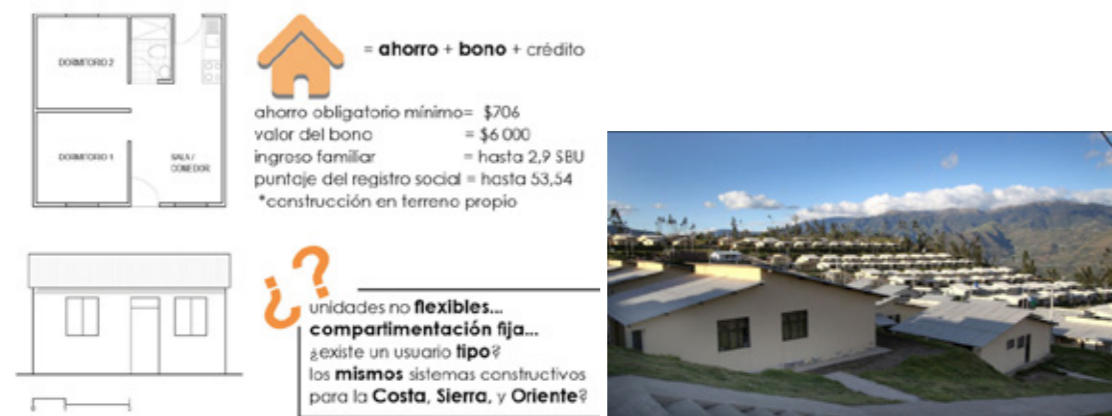 DORMITORIO 2
DORMITORIO 1
SALA /
COMEDOR
= ahorro + bono + crédito
ahorro obligatorio mínimo= $706
valor del bono = $6 000
ingreso familiar = hasta 2,9 SBU
puntaje del registro social = hasta 53,54
*construcción en terreno propio
¿?
unidades no flexibles...
compartimentación fija...
¿existe un usuario tipo?
los mismos sistemas constructivos
para la Costa, Sierra, y Oriente?